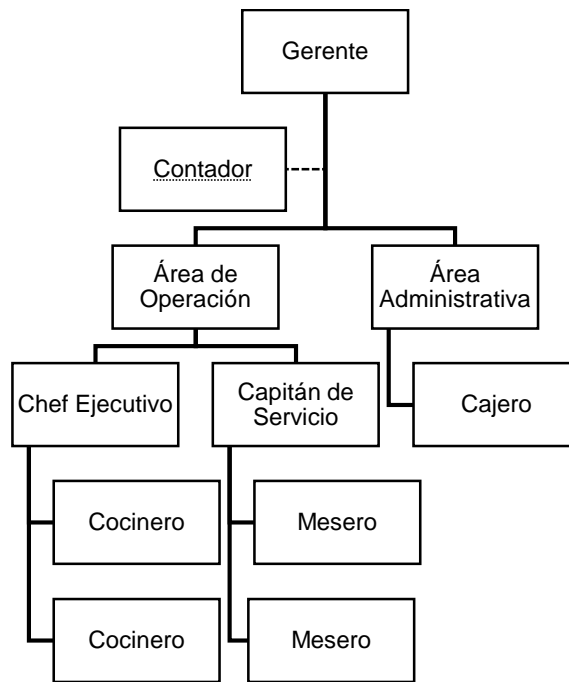 Gerente
Contador
Área de
Operación
Área
Administrativa
Chef Ejecutivo
Capitán de
Servicio
Cajero
Cocinero
Mesero
Cocinero
Mesero